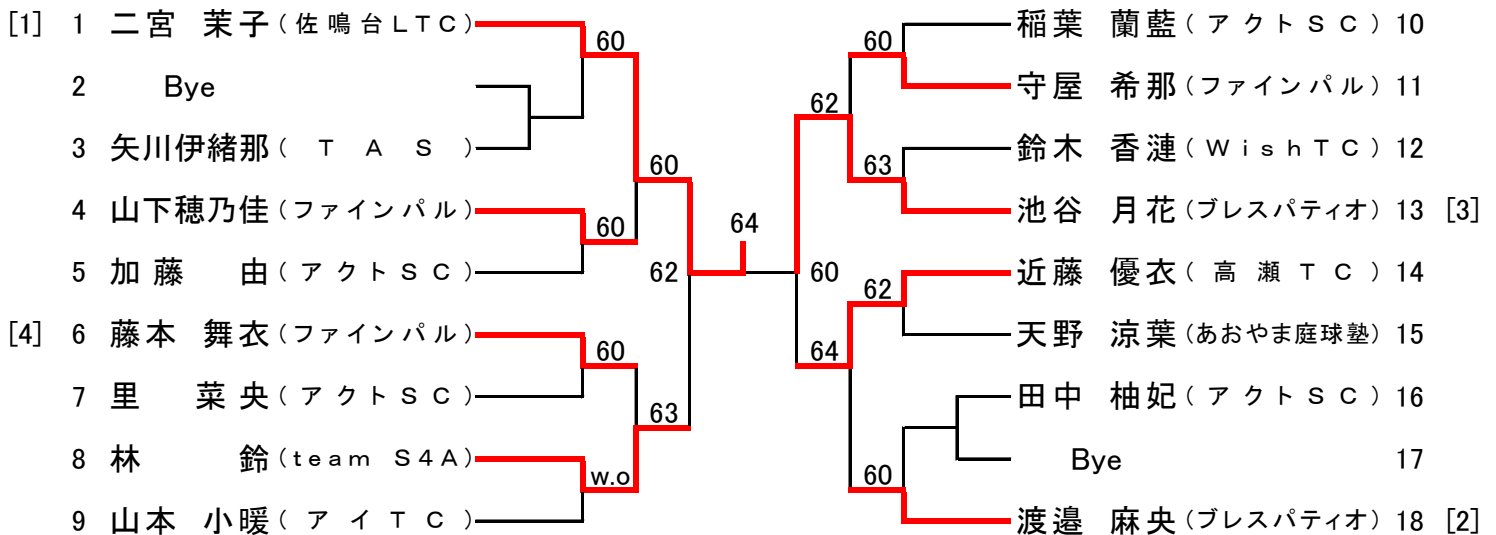 [1] 1 二宮 茉子(佐鳴台LTC)
60
2 Bye
3 矢川伊緒那(TAS)
60
4 山下穂乃佳(ファインパル)
60
5 加藤 由(アクトSC)
62
[4] 6 藤本 舞衣(ファインパル)
60
7 里 菜央(アクトSC)
63
8 林 鈴(team S4A)
w.o
9 山本 小暖(アイTC)
64
稲葉 蘭藍(アクトSC) 10
60
守屋 希那(ファインパル) 11
62
鈴木 香漣(WishTC) 12
63
池谷 月花(ブレスパティオ) 13 [3]
60
近藤 優衣(高瀬TC) 14
62
天野 涼葉(あおやま庭球塾) 15
64
田中 柚妃(アクトSC) 16
Bye 17
60
渡邉 麻央(ブレスパティオ) 18 [2]